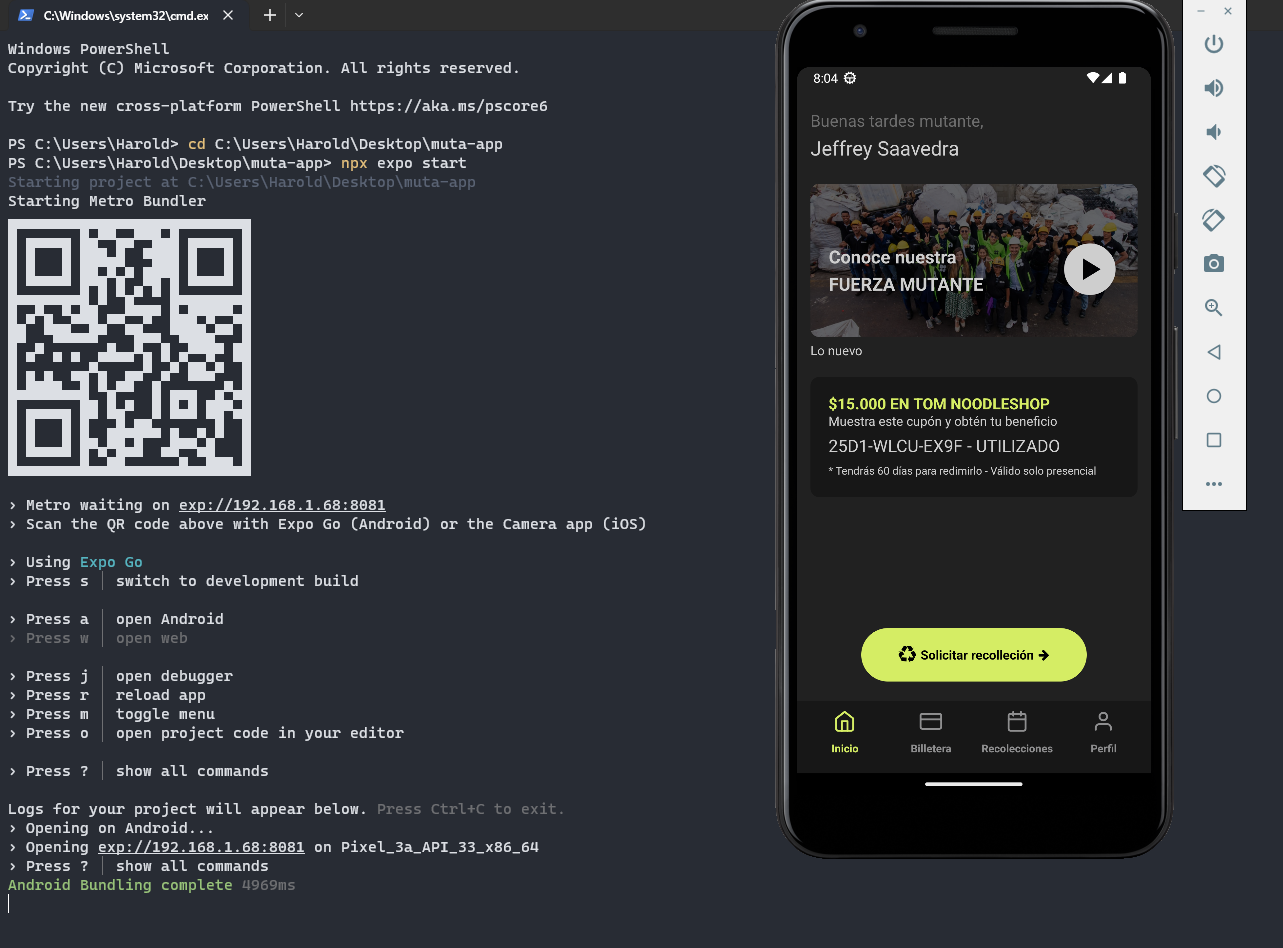 C:\Windows\system32\cmd.ex
Windows PowerShell
Copyright (C) Microsoft Corporation. All rights reserved.
Try the new cross-platform PowerShell https://aka.ms/pscore6
PS C:\Users\Harold> cd C:\Users\Harold\Desktop\muta-app
PS C:\Users\Harold\Desktop\muta-app> npx expo start
Starting project at C:\Users\Harold\Desktop\muta-app
Starting Metro Bundler
› Metro waiting on exp://192.168.1.68:8081
› Scan the QR code above with Expo Go (Android) or the Camera app (iOS)
› Using Expo Go
› Press s │ switch to development build
› Press a │ open Android
› Press w │ open web
› Press j │ open debugger
› Press r │ reload app
› Press m │ toggle menu
› Press o │ open project code in your editor
› Press ? │ show all commands
Logs for your project will appear below. Press Ctrl+C to exit.
› Opening on Android...
› Opening exp://192.168.1.68:8081 on Pixel_3a_API_33_x86_64
› Press ? │ show all commands
Android Bundling complete 4969ms
8:04
Buenas tardes mutante,
Jeffrey Saavedra
Conoce nuestra
FUERZA MUTANTE
Lo nuevo
$15.000 EN TOM NOODLESHOP
Muestra este cupón y obtén tu beneficio
25D1-WLCU-EX9F - UTILIZADO
* Tendrás 60 días para redimirlo - Válido solo presencial
Solicitar recolleción →
Inicio
Billetera
Recolecciones
Perfil